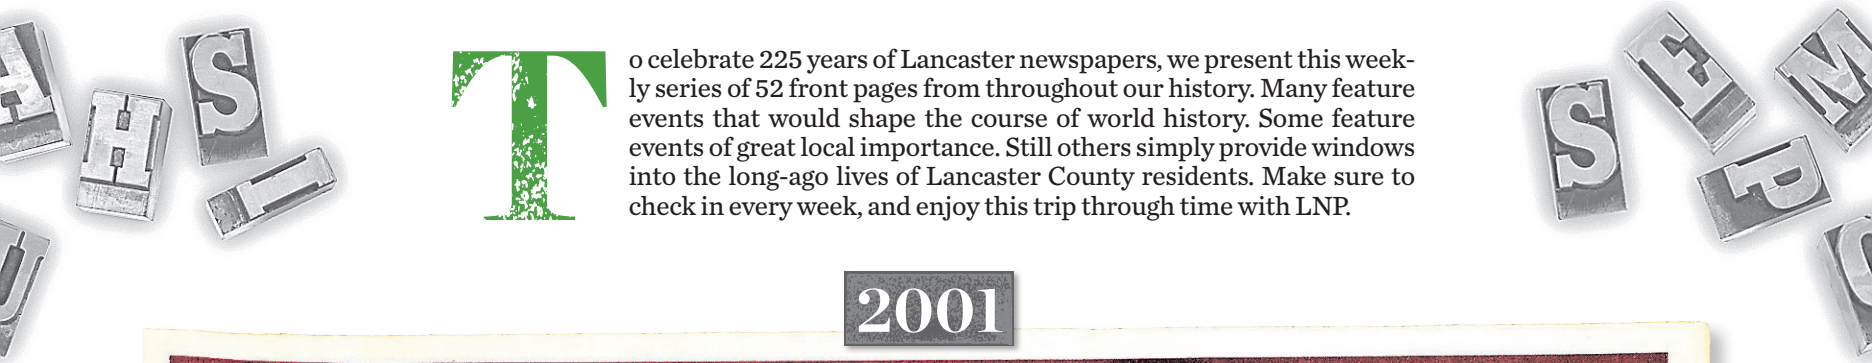 To celebrate 225 years of Lancaster newspapers, we present this week-
ly series of 52 front pages from throughout our history. Many feature
events that would shape the course of world history. Some feature
events of great local importance. Still others simply provide windows
into the long-ago lives of Lancaster County residents. Make sure to
check in every week, and enjoy this trip through time with LNP.
2001
H
S
H
I
U
S
E
M
P